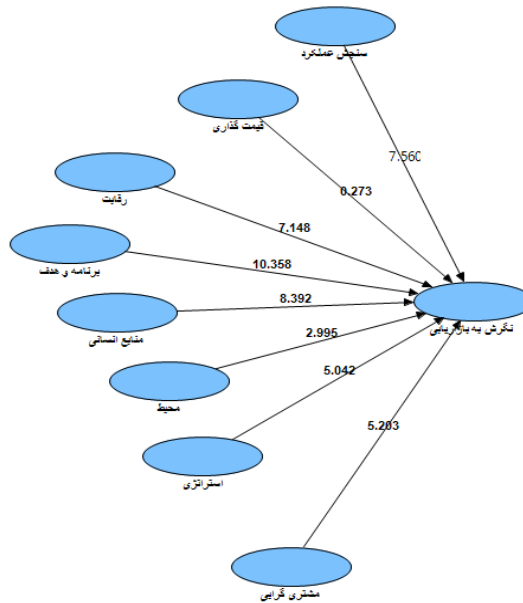 سنجش عملکرد
7.560
قیمت گذاری
0.273
رقابت
7.148
برنامه و هدف
10.358
منابع انسانی
8.392
نگرش به بازاریابی
محیط
2.995
استراتژی
5.042
مشتری گرایی
5.203